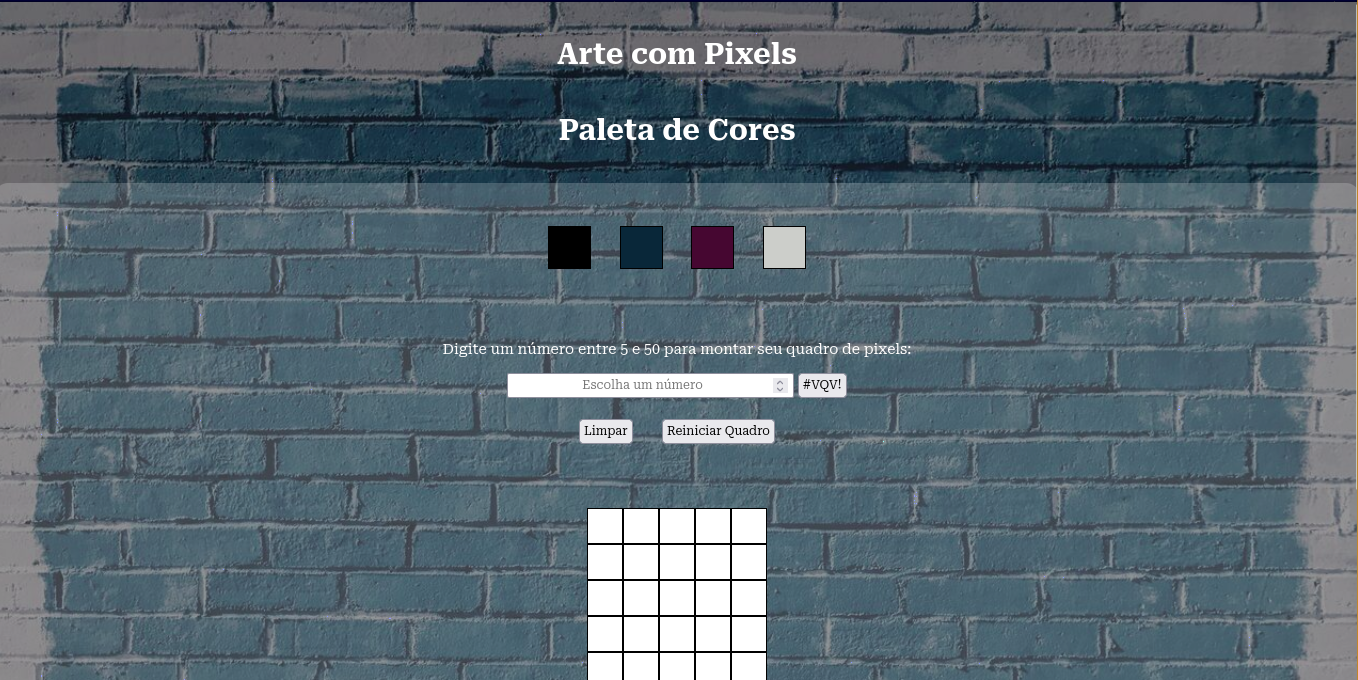 Arte com Pixels
Paleta de Cores
Digite um número entre 5 e 50 para montar seu quadro de pixels:
Escolha um número #VQV!
Limpar Reiniciar Quadro